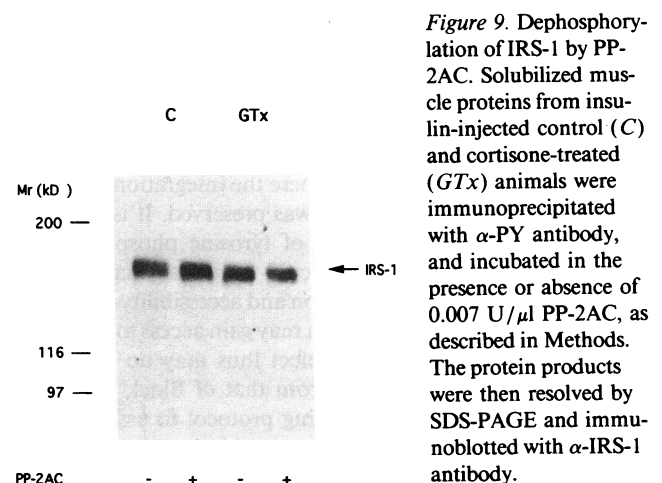 C GTx
Mr (kD )
200
IRS-1
116
97
PP-2AC - + - +
Figure 9. Dephosphory-
lation of IRS-1 by PP-
2AC. Solubilized mus-
cle proteins from insu-
lin-injected control (C)
and cortisone-treated
(GTx) animals were
immunoprecipitated
with α-PY antibody,
and incubated in the
presence or absence of
0.007 U/μl PP-2AC, as
described in Methods.
The protein products
were then resolved by
SDS-PAGE and immu-
noblotted with α-IRS-1
antibody.